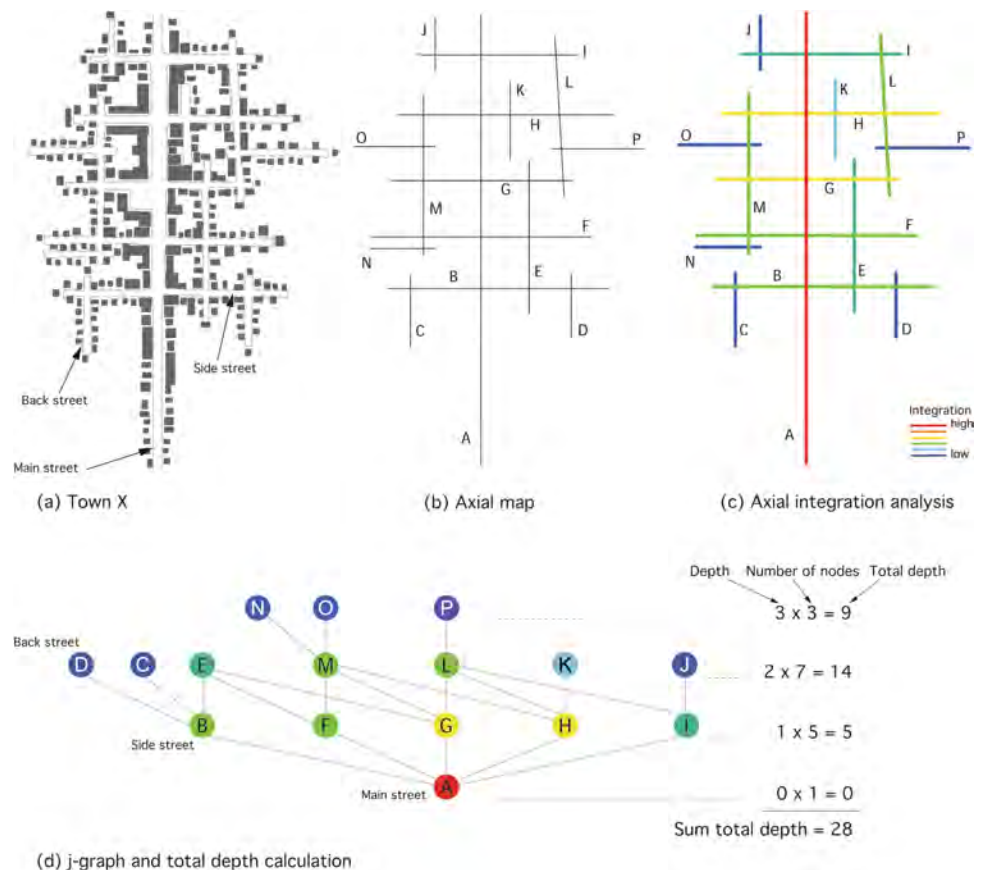 Back street
Side street
Main street
(a) Town X
J
I
L
K
H
O
P
G
M
F
N
E
B
C
D
A
(b) Axial map
J
I
L
K
H
O
P
G
M
F
N
B
E
C
D
A
Integration
high
low
(c) Axial integration analysis
Depth Number of nodes Total depth
N O P
3 x 3 = 9
Back street
D C E M L K J
2 x 7 = 14
B F G H I
Side street
1 x 5 = 5
Main street
A
0 x 1 = 0
Sum total depth = 28
(d) j-graph and total depth calculation